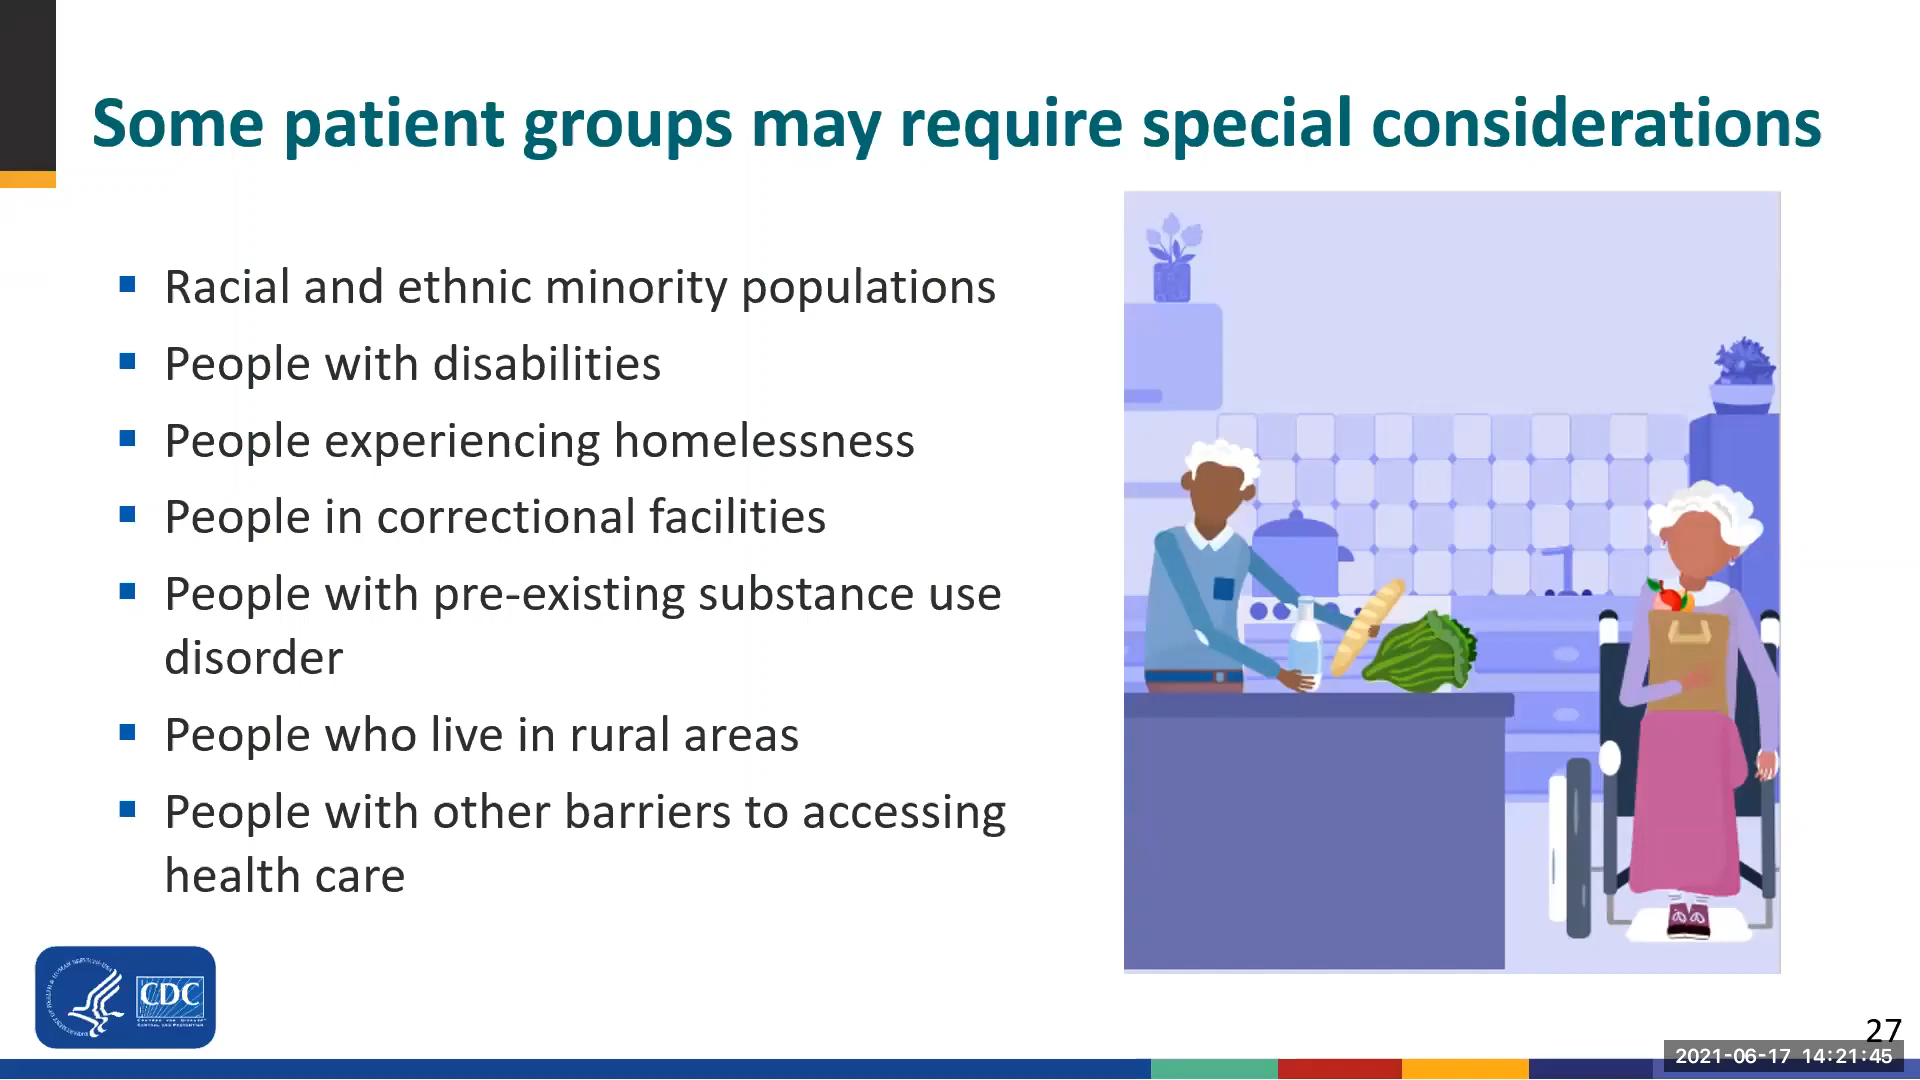 Some patient groups may require special considerations
▪ Racial and ethnic minority populations
▪ People with disabilities
▪ People experiencing homelessness
▪ People in correctional facilities
▪ People with pre-existing substance use
disorder
▪ People who live in rural areas
▪ People with other barriers to accessing
health care
CDC
27
2021-06-17 14:21:45